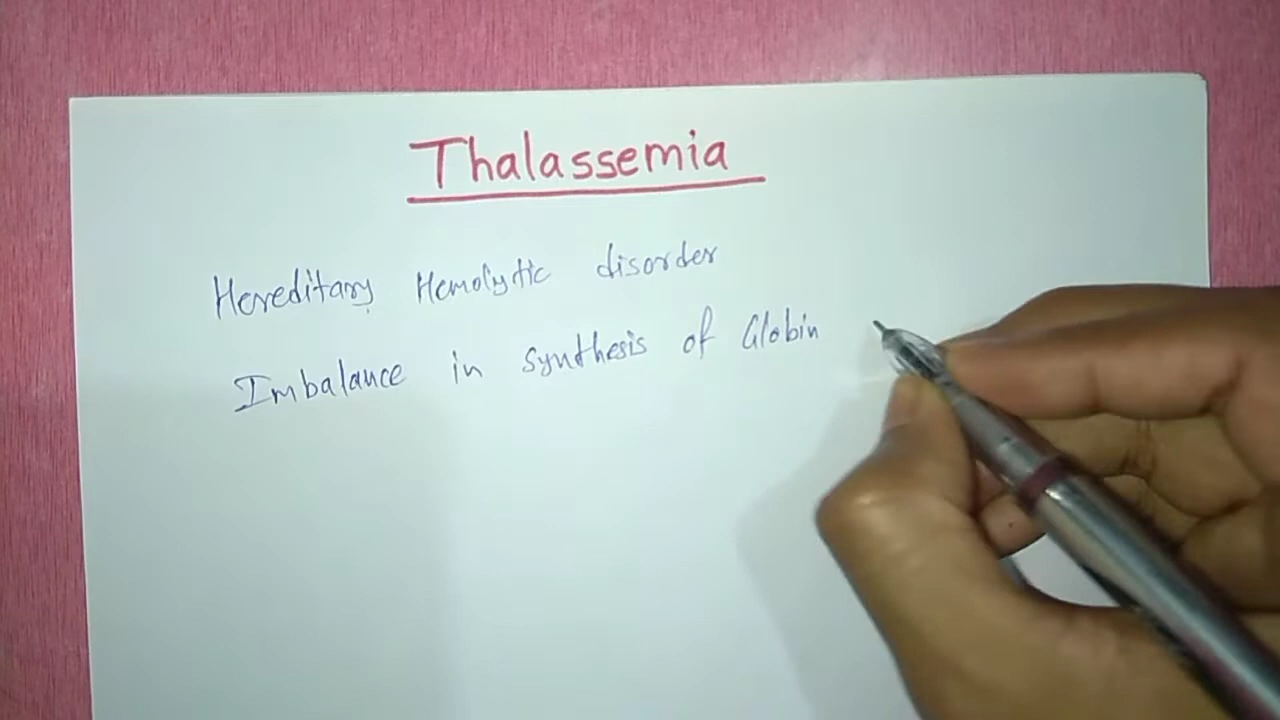 Thalassemia
Hereditary Hemolytic disorder
Imbalance in synthesis of Globin